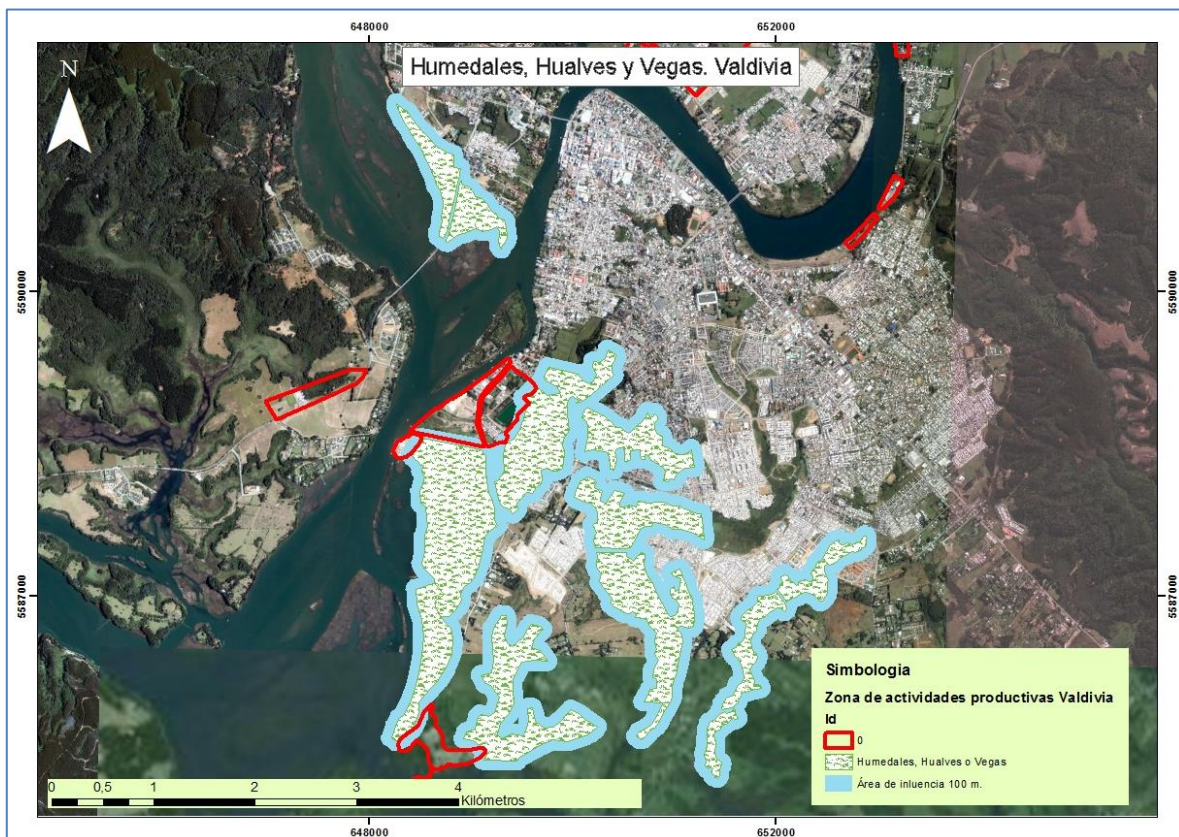 648000
652000
N
Humedales, Hualves y Vegas. Valdivia
5590000
5590000
5587000
5587000
Simbologia
Zona de actividades productivas Valdivia
Id
0
Humedales, Hualves o Vegas
Área de inluencia 100 m.
0 0,5 1 2 3 4
Kilómetros
648000
652000